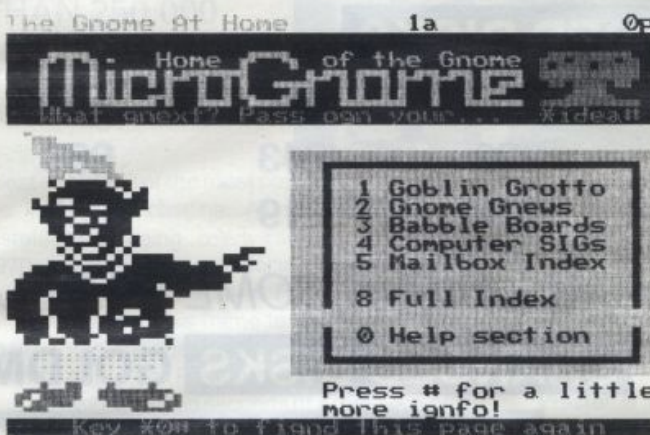 The Gnome At Home 1a 0p
Home of the Gnome
MicroGnome
What gnext? Pass ogn your... *idea#
1 Goblin Grotto
2 Gnome Gnews
3 Babble Boards
4 Computer SIGs
5 Mailbox Index
8 Full Index
0 Help section
Press # for a little
more ignfo!
Key *0# to fignd this page again